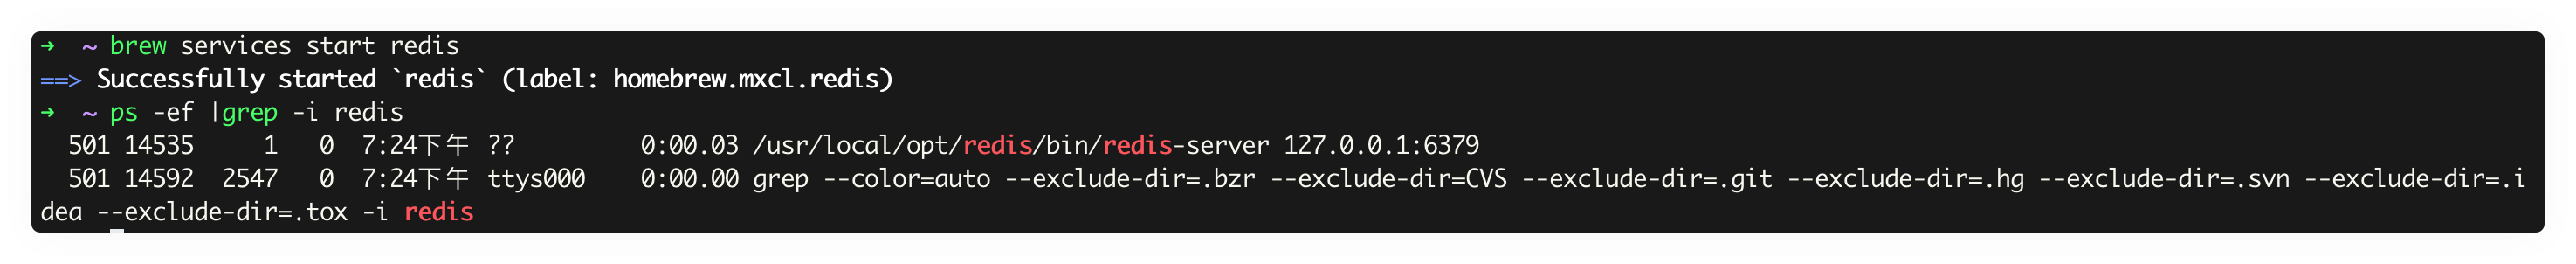 ➜  ~ brew services start redis
==> Successfully started `redis` (label: homebrew.mxcl.redis)
➜  ~ ps -ef |grep -i redis
  501 14535     1   0  7:24下午 ??         0:00.03 /usr/local/opt/redis/bin/redis-server 127.0.0.1:6379
  501 14592  2547   0  7:24下午 ttys000    0:00.00 grep --color=auto --exclude-dir=.bzr --exclude-dir=CVS --exclude-dir=.git --exclude-dir=.hg --exclude-dir=.svn --exclude-dir=.i
dea --exclude-dir=.tox -i redis